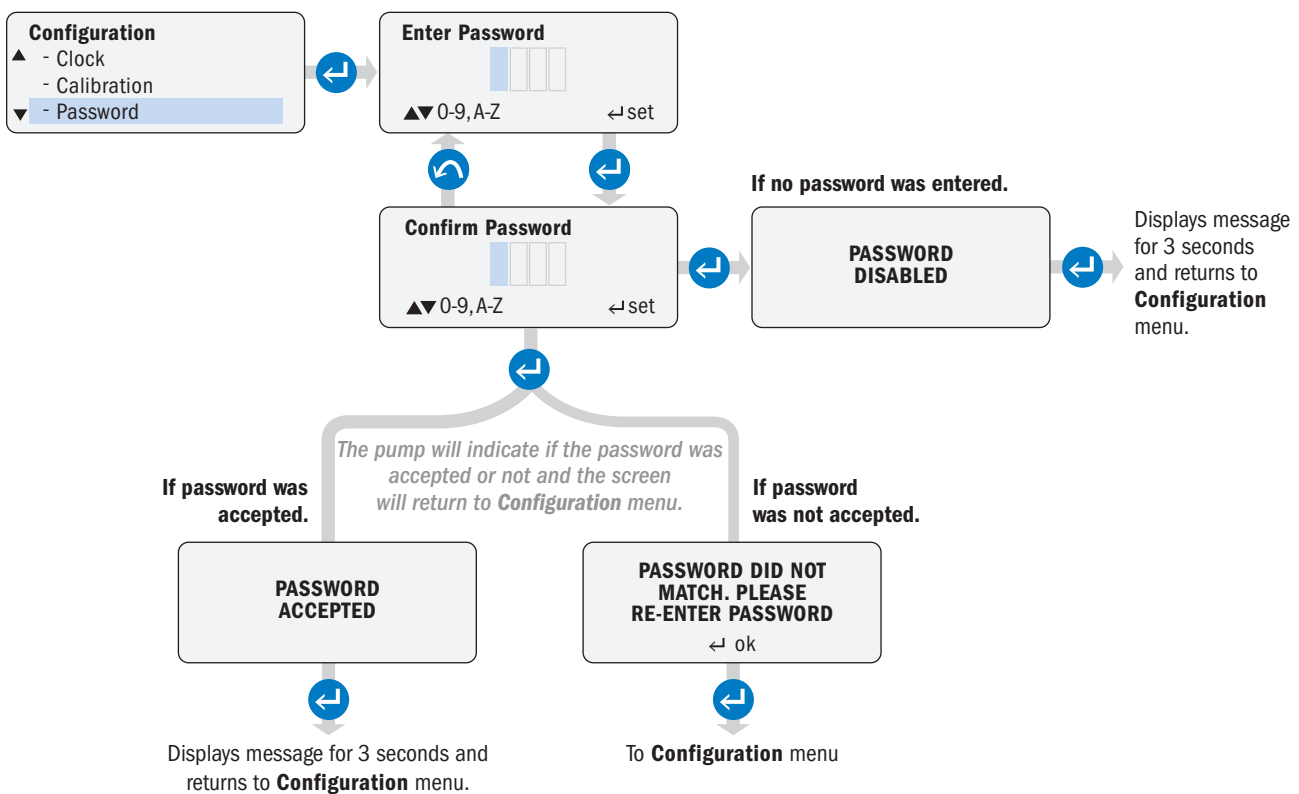 Configuration
▲ - Clock
- Calibration
▼ - Password
Enter Password
▲▼ 0-9, A-Z ↵ set
Confirm Password
▲▼ 0-9, A-Z ↵ set
If no password was entered.
PASSWORD
DISABLED
Displays message
for 3 seconds
and returns to
Configuration
menu.
The pump will indicate if the password was
accepted or not and the screen
will return to Configuration menu.
If password was
accepted.
PASSWORD
ACCEPTED
Displays message for 3 seconds and
returns to Configuration menu.
If password
was not accepted.
PASSWORD DID NOT
MATCH. PLEASE
RE-ENTER PASSWORD
↵ ok
To Configuration menu